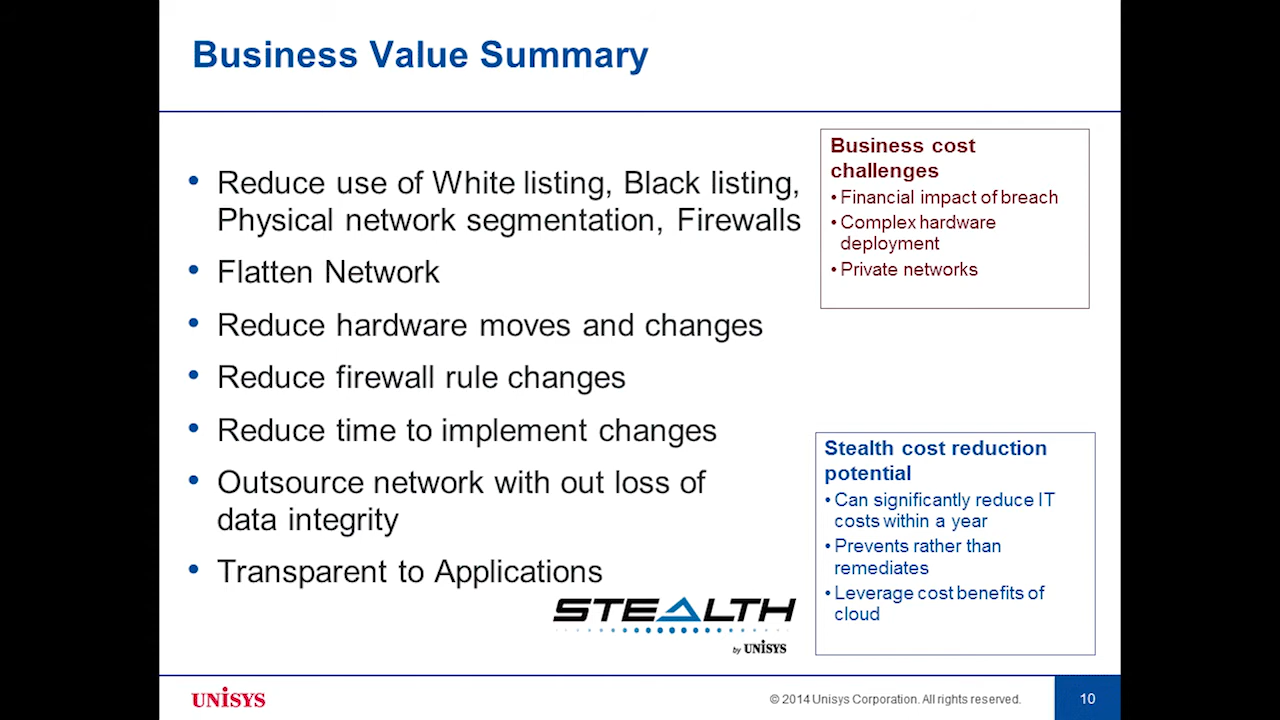 Business Value Summary
• Reduce use of White listing, Black listing,
Physical network segmentation, Firewalls
• Flatten Network
• Reduce hardware moves and changes
• Reduce firewall rule changes
• Reduce time to implement changes
• Outsource network with out loss of
data integrity
• Transparent to Applications
Business cost
challenges
• Financial impact of breach
• Complex hardware
deployment
• Private networks
Stealth cost reduction
potential
• Can significantly reduce IT
costs within a year
• Prevents rather than
remediates
• Leverage cost benefits of
cloud
STEALTH
by UNISYS
UNISYS
© 2014 Unisys Corporation. All rights reserved.
10